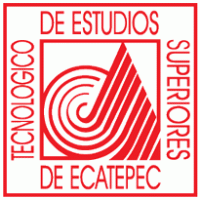 TECNOLOGICO
DE ESTUDIOS
SUPERIORES
DE ECATEPEC